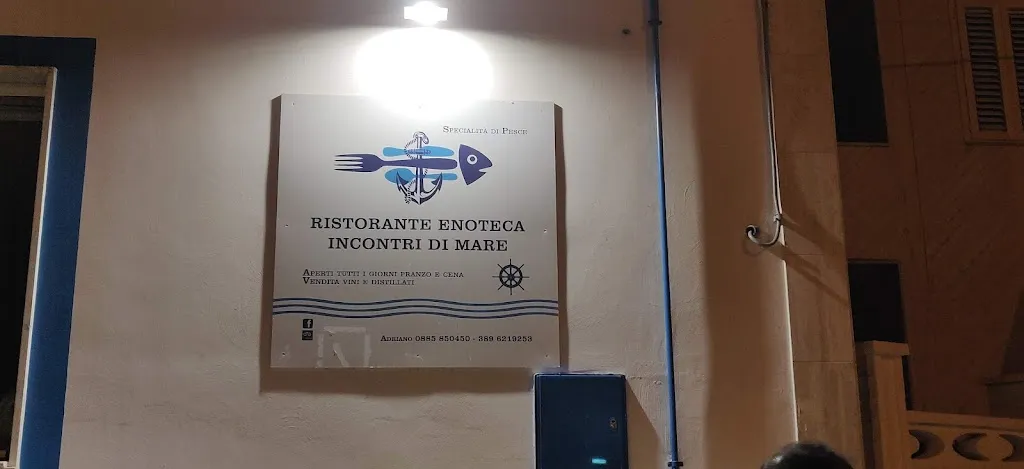 SPECIALITÀ DI PESCE
RISTORANTE ENOTECA
INCONTRI DI MARE
APERTI TUTTI I GIORNI PRANZO E CENA
VENDITA VINI E DISTILLATI
f
ADRIANO 0885 850450 - 389 6219253